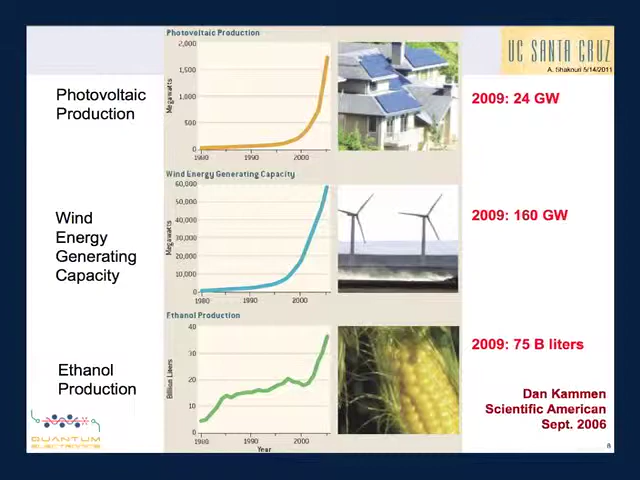 UC SANTA CRUZ
A. Shakouri 5/14/2011
Photovoltaic
Production
Photovoltaic Production
2,000
1,500
1,000
500
0
Megawatts
1980
1990
2000
2009: 24 GW
Wind
Energy
Generating
Capacity
Wind Energy Generating Capacity
60,000
50,000
40,000
30,000
20,000
10,000
0
Megawatts
1980
1990
2000
2009: 160 GW
Ethanol
Production
Ethanol Production
40
30
20
10
0
Billion Liters
1980
1990
2000
Year
2009: 75 B liters
Dan Kammen
Scientific American
Sept. 2006
QUANTUM
ELECTRONICS
8